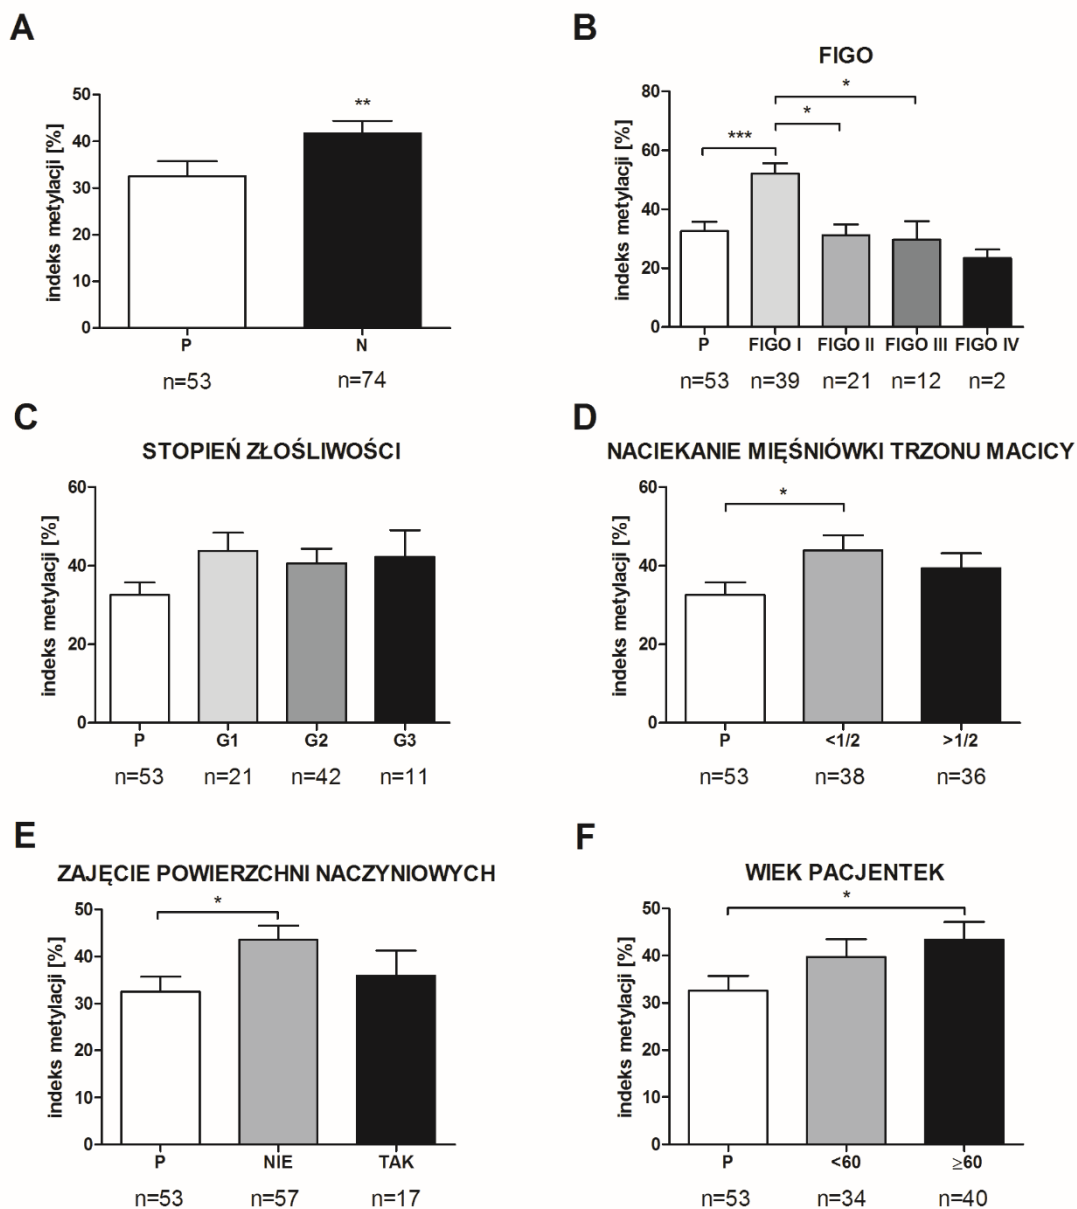 A
indeks metylacji [%]
50
40
30
20
10
0
**
P N
n=53 n=74
B
FIGO
indeks metylacji [%]
80
60
40
20
0
*
*
***
P FIGO I FIGO II FIGO III FIGO IV
n=53 n=39 n=21 n=12 n=2
C
STOPIEŃ ZŁOŚLIWOŚCI
indeks metylacji [%]
60
40
20
0
P G1 G2 G3
n=53 n=21 n=42 n=11
D
NACIEKANIE MIĘŚNIÓWKI TRZONU MACICY
indeks metylacji [%]
60
40
20
0
*
P <1/2 >1/2
n=53 n=38 n=36
E
ZAJĘCIE POWIERZCHNI NACZYNIOWYCH
indeks metylacji [%]
50
40
30
20
10
0
*
P NIE TAK
n=53 n=57 n=17
F
WIEK PACJENTEK
indeks metylacji [%]
50
40
30
20
10
0
*
P <60 ≥60
n=53 n=34 n=40